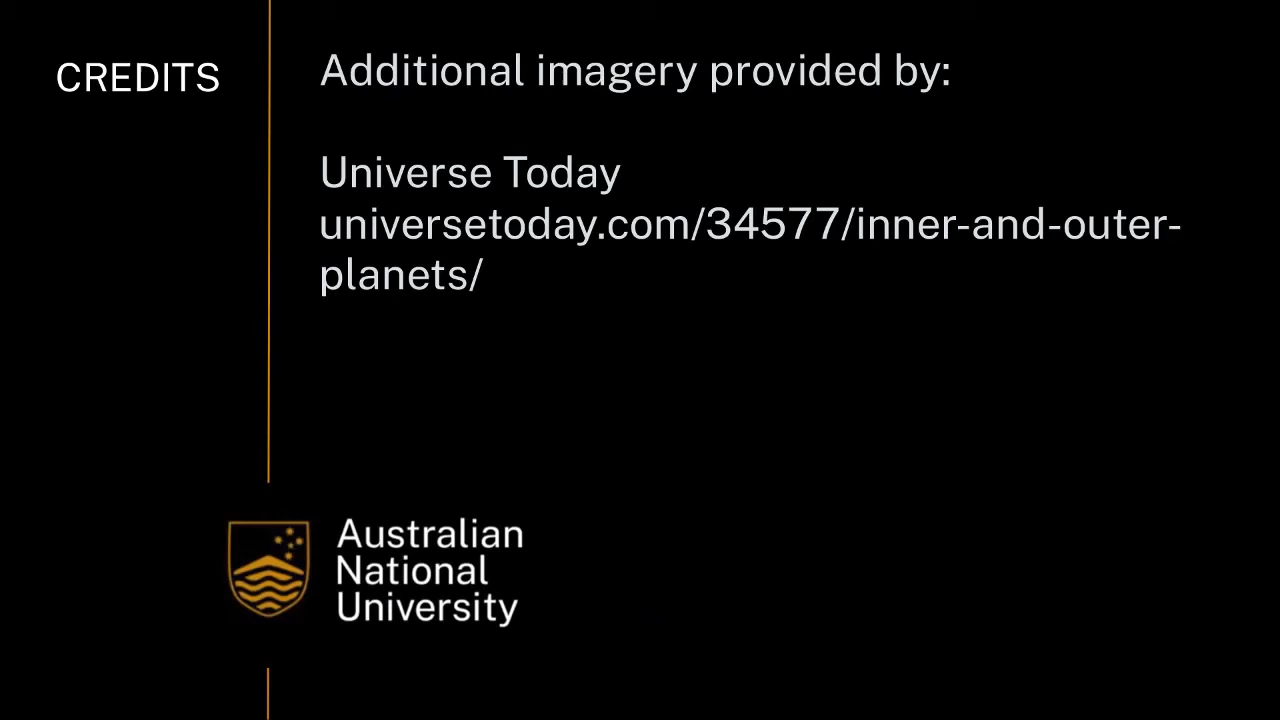 CREDITS
Additional imagery provided by:
Universe Today
universetoday.com/34577/inner-and-outer-
planets/
Australian
National
University